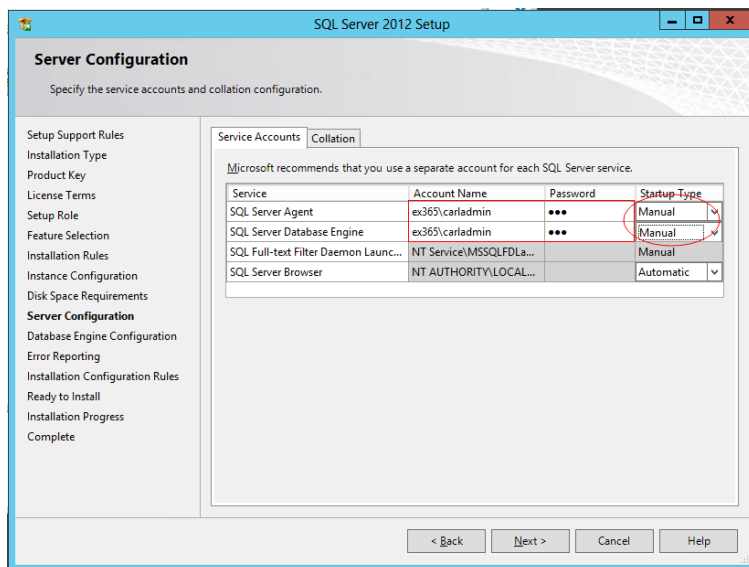 SQL Server 2012 Setup
Server Configuration
Specify the service accounts and collation configuration.
Setup Support Rules
Installation Type
Product Key
License Terms
Setup Role
Feature Selection
Installation Rules
Instance Configuration
Disk Space Requirements
Server Configuration
Database Engine Configuration
Error Reporting
Installation Configuration Rules
Ready to Install
Installation Progress
Complete
Service Accounts Collation
Microsoft recommends that you use a separate account for each SQL Server service.
Service Account Name Password Startup Type
SQL Server Agent ex365\carladmin ●●● Manual
SQL Server Database Engine ex365\carladmin ●●● Manual
SQL Full-text Filter Daemon Launc... NT Service\MSSQLFDLa... Manual
SQL Server Browser NT AUTHORITY\LOCAL... Automatic
< Back Next > Cancel Help